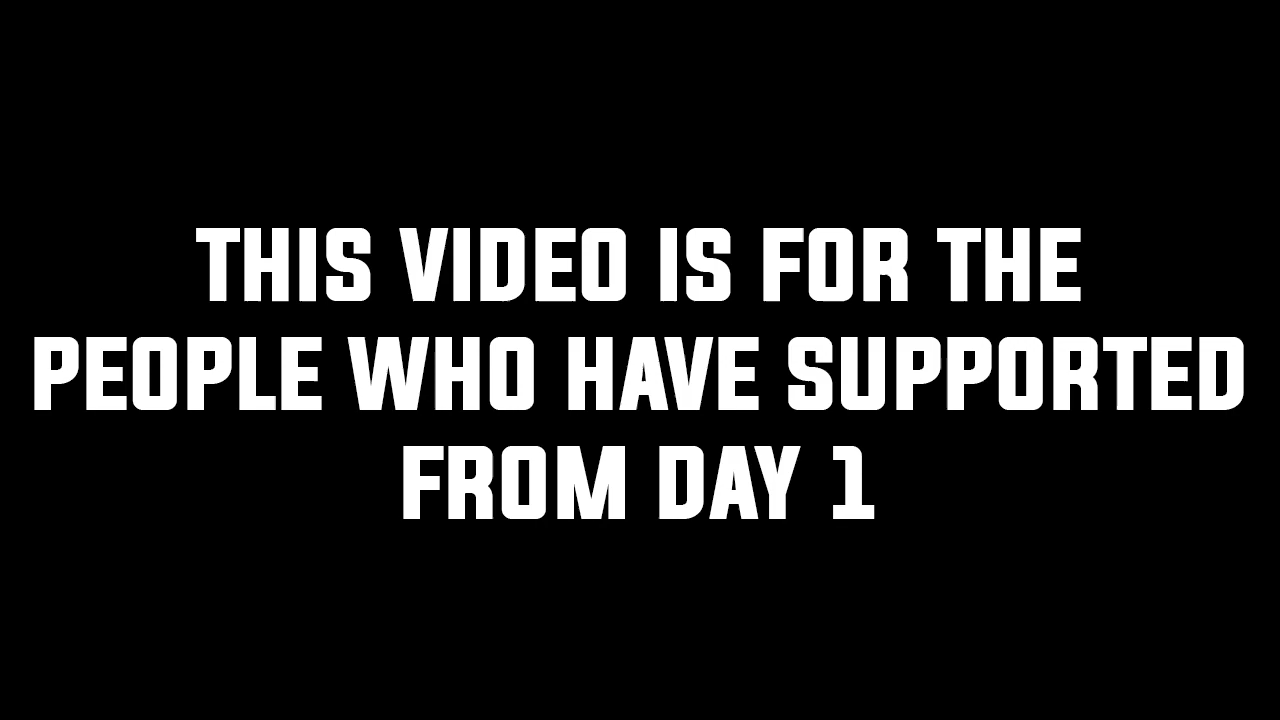 THIS VIDEO IS FOR THE
PEOPLE WHO HAVE SUPPORTED
FROM DAY 1